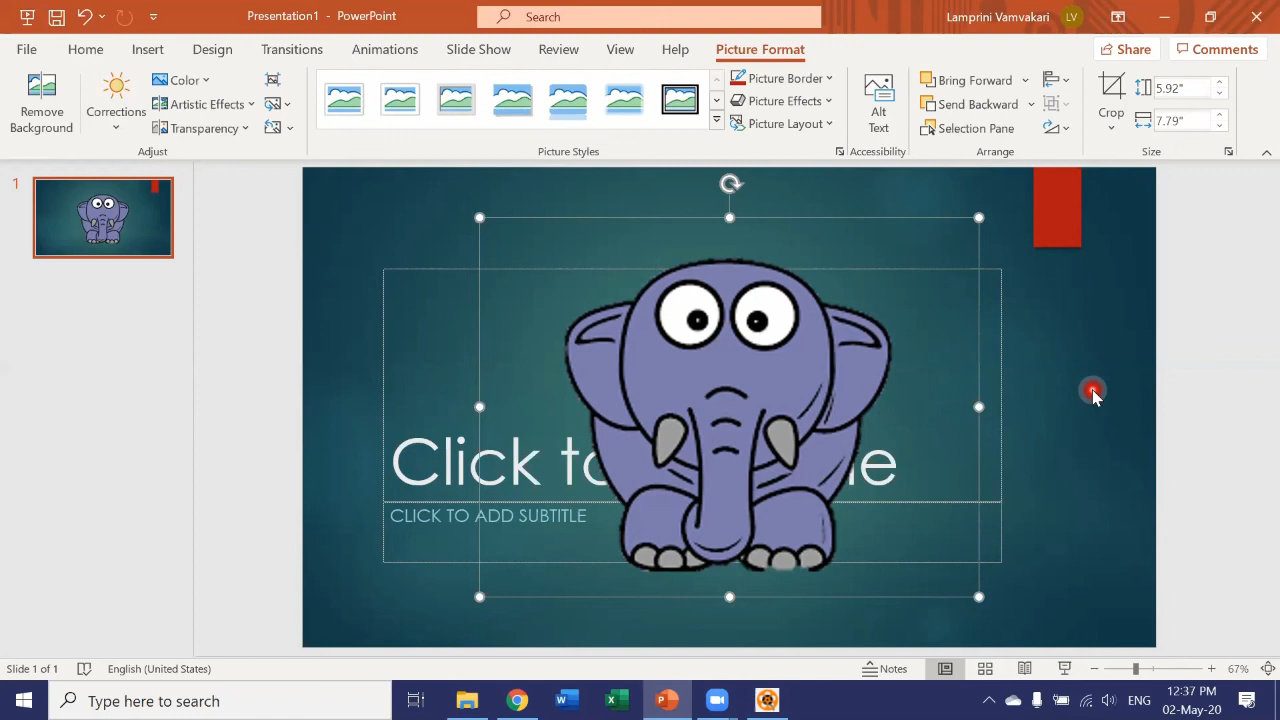 Presentation1 - PowerPoint
Search
Lamprini Vamvakari
LV
File
Home
Insert
Design
Transitions
Animations
Slide Show
Review
View
Help
Picture Format
Share
Comments
Remove
Background
Corrections
Color
Artistic Effects
Transparency
Adjust
Picture Styles
Picture Border
Picture Effects
Picture Layout
Alt
Text
Accessibility
Bring Forward
Send Backward
Selection Pane
Arrange
Crop
5.92"
7.79"
Size
1
Click to
le
CLICK TO ADD SUBTITLE
Slide 1 of 1
English (United States)
Notes
67%
Type here to search
ENG
12:37 PM
02-May-20